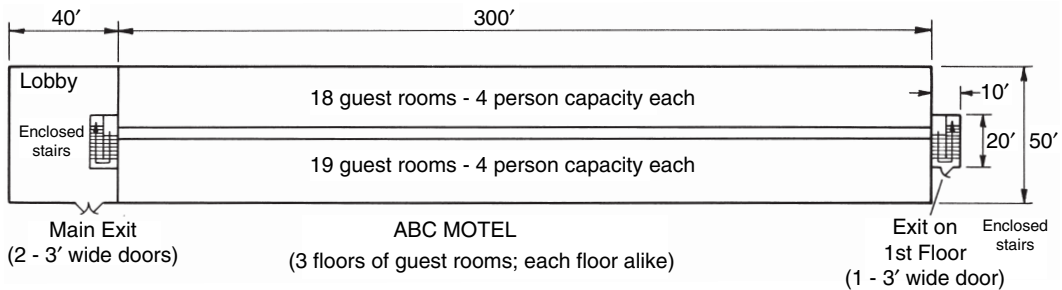 40′
300′
Lobby
18 guest rooms - 4 person capacity each
10′
Enclosed
stairs
20′
50′
19 guest rooms - 4 person capacity each
Main Exit
(2 - 3′ wide doors)
ABC MOTEL
(3 floors of guest rooms; each floor alike)
Exit on
1st Floor
(1 - 3′ wide door)
Enclosed
stairs